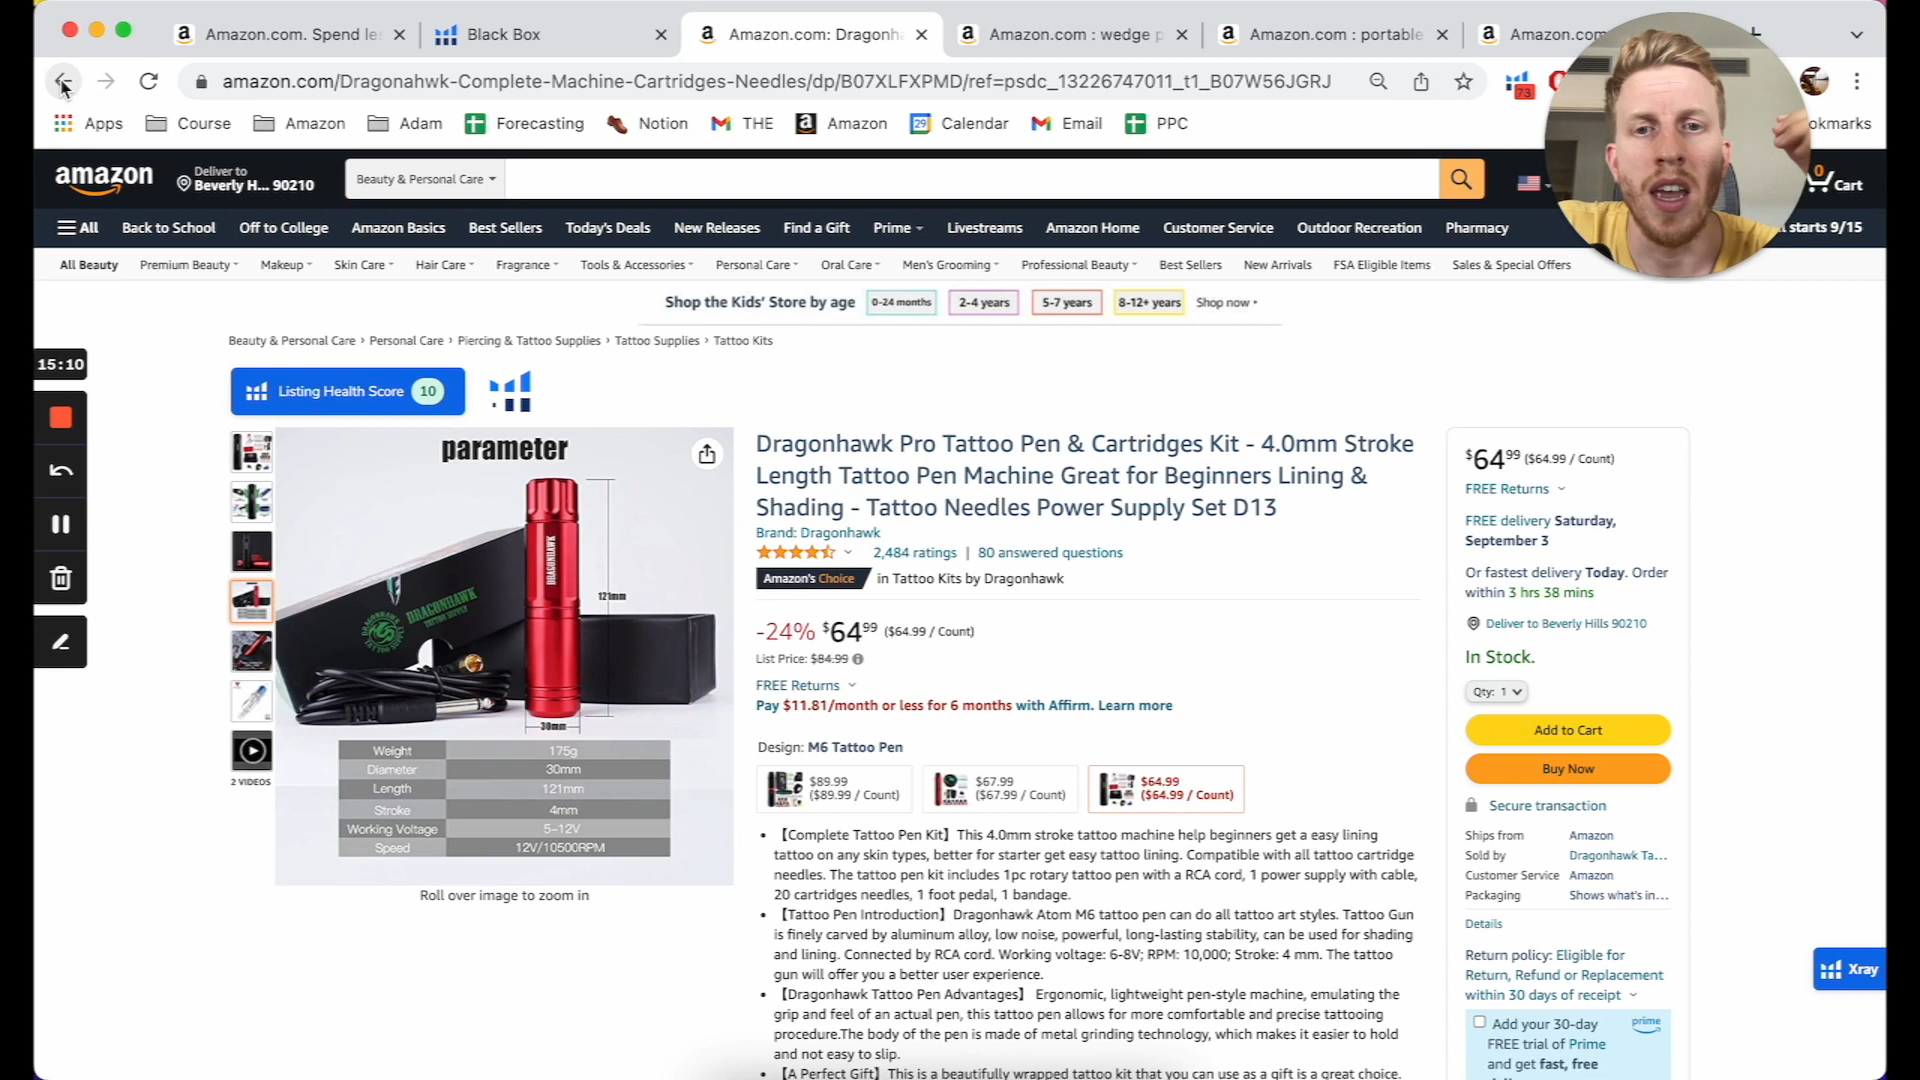 Amazon.com. Spend les
Black Box
Amazon.com: Dragonha
Amazon.com : wedge p
Amazon.com : portable
Amazon.com
amazon.com/Dragonahwk-Complete-Machine-Cartridges-Needles/dp/B07XLFXPMD/ref=psdc_13226747011_t1_B07W56JGRJ
73
Apps
Course
Amazon
Adam
Forecasting
Notion
THE
Amazon
Calendar
Email
PPC
okmarks
amazon
Deliver to
Beverly H... 90210
Beauty & Personal Care
0
Cart
All
Back to School
Off to College
Amazon Basics
Best Sellers
Today's Deals
New Releases
Find a Gift
Prime
Livestreams
Amazon Home
Customer Service
Outdoor Recreation
Pharmacy
starts 9/15
All Beauty
Premium Beauty
Makeup
Skin Care
Hair Care
Fragrance
Tools & Accessories
Personal Care
Oral Care
Men's Grooming
Professional Beauty
Best Sellers
New Arrivals
FSA Eligible Items
Sales & Special Offers
Shop the Kids' Store by age
0-24 months
2-4 years
5-7 years
8-12+ years
Shop now
Beauty & Personal Care › Personal Care › Piercing & Tattoo Supplies › Tattoo Supplies › Tattoo Kits
15:10
Listing Health Score 10
parameter
DRAGONHAWK
DRAGONHAWK
TATTOO SUPPLY
121mm
30mm
Weight 175g
Diameter 30mm
Length 121mm
Stroke 4mm
Working Voltage 5-12V
Speed 12V/10500RPM
2 VIDEOS
Roll over image to zoom in
Dragonhawk Pro Tattoo Pen & Cartridges Kit - 4.0mm Stroke
Length Tattoo Pen Machine Great for Beginners Lining &
Shading - Tattoo Needles Power Supply Set D13
Brand: Dragonhawk
2,484 ratings | 80 answered questions
Amazon's Choice in Tattoo Kits by Dragonhawk
-24% $64.99 ($64.99 / Count)
List Price: $84.99
FREE Returns
Pay $11.81/month or less for 6 months with Affirm. Learn more
Design: M6 Tattoo Pen
$89.99
($89.99 / Count)
$67.99
($67.99 / Count)
$64.99
($64.99 / Count)
• 【Complete Tattoo Pen Kit】This 4.0mm stroke tattoo machine help beginners get a easy lining
tattoo on any skin types, better for starter get easy tattoo lining. Compatible with all tattoo cartridge
needles. The tattoo pen kit includes 1pc rotary tattoo pen with a RCA cord, 1 power supply with cable,
20 cartridges needles, 1 foot pedal, 1 bandage.
• 【Tattoo Pen Introduction】Dragonhawk Atom M6 tattoo pen can do all tattoo art styles. Tattoo Gun
is finely carved by aluminum alloy, low noise, powerful, long-lasting stability, can be used for shading
and lining. Connected by RCA cord. Working voltage: 6-8V; RPM: 10,000; Stroke: 4 mm. The tattoo
gun will offer you a better user experience.
• 【Dragonhawk Tattoo Pen Advantages】 Ergonomic, lightweight pen-style machine, emulating the
grip and feel of an actual pen, this tattoo pen allows for more comfortable and precise tattooing
procedure.The body of the pen is made of metal grinding technology, which makes it easier to hold
and not easy to slip.
• 【A Perfect Gift】This is a beautifully wrapped tattoo kit that you can use as a gift is a great choice.
$64.99 ($64.99 / Count)
FREE Returns
FREE delivery Saturday,
September 3
Or fastest delivery Today. Order
within 3 hrs 38 mins
Deliver to Beverly Hills 90210
In Stock.
Qty: 1
Add to Cart
Buy Now
Secure transaction
Ships from Amazon
Sold by Dragonhawk Ta...
Customer Service Amazon
Packaging Shows what's in...
Details
Return policy: Eligible for
Return, Refund or Replacement
within 30 days of receipt
Add your 30-day
FREE trial of Prime
and get fast, free
prime
Xray